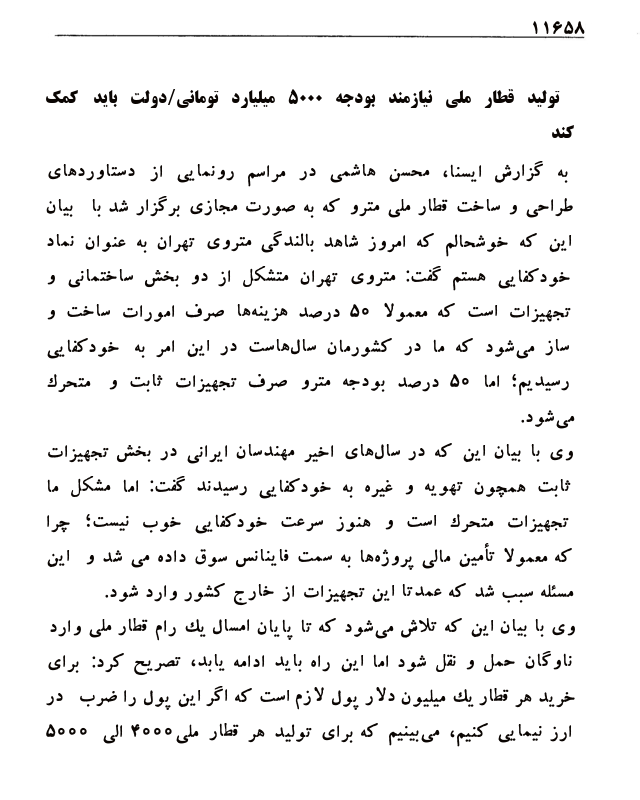 ۱۱۶۵۸
تولید قطار ملی نیازمند بودجه ۵۰۰۰ میلیارد تومانی/دولت باید کمک
کند
به گزارش ایسنا، محسن هاشمی در مراسم رونمایی از دستاوردهای
طراحی و ساخت قطار ملی مترو که به صورت مجازی برگزار شد با بیان
این که خوشحالم که امروز شاهد بالندگی متروی تهران به عنوان نماد
خودکفایی هستم گفت: متروی تهران متشکل از دو بخش ساختمانی و
تجهیزات است که معمولا ۵۰ درصد هزینه‌ها صرف امورات ساخت و
ساز می‌شود که ما در کشورمان سال‌هاست در این امر به خودکفایی
رسیدیم؛ اما ۵۰ درصد بودجه مترو صرف تجهیزات ثابت و متحرك
می‌شود.
وی با بیان این که در سال‌های اخیر مهندسان ایرانی در بخش تجهیزات
ثابت همچون تهویه و غیره به خودکفایی رسیدند گفت: اما مشکل ما
تجهیزات متحرك است و هنوز سرعت خودکفایی خوب نیست؛ چرا
که معمولا تأمین مالی پروژه‌ها به سمت فاینانس سوق داده می شد و این
مسئله سبب شد که عمدتا این تجهیزات از خارج کشور وارد شود.
وی با بیان این که تلاش می‌شود که تا پایان امسال یك رام قطار ملی وارد
ناوگان حمل و نقل شود اما این راه باید ادامه یابد، تصریح کرد: برای
خرید هر قطار یك میلیون دلار پول لازم است که اگر این پول را ضرب در
ارز نیمایی کنیم، می‌بینیم که برای تولید هر قطار ملی۴۰۰۰ الی ۵۰۰۰